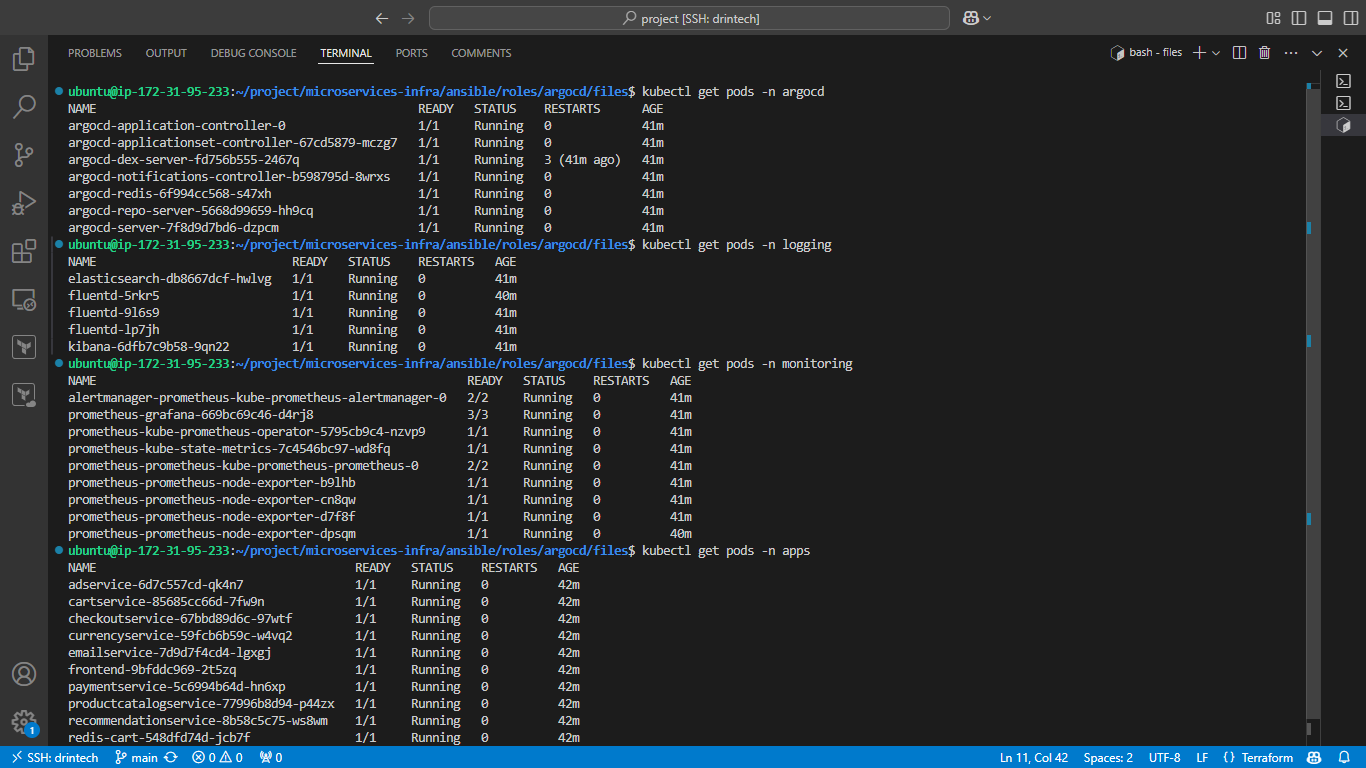 project [SSH: drintech]
PROBLEMS OUTPUT DEBUG CONSOLE TERMINAL PORTS COMMENTS bash - files
ubuntu@ip-172-31-95-233:~/project/microservices-infra/ansible/roles/argocd/files$ kubectl get pods -n argocd
NAME READY STATUS RESTARTS AGE
argocd-application-controller-0 1/1 Running 0 41m
argocd-applicationset-controller-67cd5879-mczg7 1/1 Running 0 41m
argocd-dex-server-fd756b555-2467q 1/1 Running 3 (41m ago) 41m
argocd-notifications-controller-b598795d-8wrxs 1/1 Running 0 41m
argocd-redis-6f994cc568-s47xh 1/1 Running 0 41m
argocd-repo-server-5668d99659-hh9cq 1/1 Running 0 41m
argocd-server-7f8d9d7bd6-dzpcm 1/1 Running 0 41m
ubuntu@ip-172-31-95-233:~/project/microservices-infra/ansible/roles/argocd/files$ kubectl get pods -n logging
NAME READY STATUS RESTARTS AGE
elasticsearch-db8667dcf-hwlvg 1/1 Running 0 41m
fluentd-5rkr5 1/1 Running 0 40m
fluentd-9l6s9 1/1 Running 0 41m
fluentd-lp7jh 1/1 Running 0 41m
kibana-6dfb7c9b58-9qn22 1/1 Running 0 41m
ubuntu@ip-172-31-95-233:~/project/microservices-infra/ansible/roles/argocd/files$ kubectl get pods -n monitoring
NAME READY STATUS RESTARTS AGE
alertmanager-prometheus-kube-prometheus-alertmanager-0 2/2 Running 0 41m
prometheus-grafana-669bc69c46-d4rj8 3/3 Running 0 41m
prometheus-kube-prometheus-operator-5795cb9c4-nzvp9 1/1 Running 0 41m
prometheus-kube-state-metrics-7c4546bc97-wd8fq 1/1 Running 0 41m
prometheus-prometheus-kube-prometheus-prometheus-0 2/2 Running 0 41m
prometheus-prometheus-node-exporter-b9lhb 1/1 Running 0 41m
prometheus-prometheus-node-exporter-cn8qw 1/1 Running 0 41m
prometheus-prometheus-node-exporter-d7f8f 1/1 Running 0 41m
prometheus-prometheus-node-exporter-dpsqm 1/1 Running 0 40m
ubuntu@ip-172-31-95-233:~/project/microservices-infra/ansible/roles/argocd/files$ kubectl get pods -n apps
NAME READY STATUS RESTARTS AGE
adservice-6d7c557cd-qk4n7 1/1 Running 0 42m
cartservice-85685cc66d-7fw9n 1/1 Running 0 42m
checkoutservice-67bbd89d6c-97wtf 1/1 Running 0 42m
currencyservice-59fcb6b59c-w4vq2 1/1 Running 0 42m
emailservice-7d9d7f4cd4-lgxgj 1/1 Running 0 42m
frontend-9bfddc969-2t5zq 1/1 Running 0 42m
paymentservice-5c6994b64d-hn6xp 1/1 Running 0 42m
productcatalogservice-77996b8d94-p44zx 1/1 Running 0 42m
recommendationservice-8b58c5c75-ws8wm 1/1 Running 0 42m
redis-cart-548dfd74d-jcb7f 1/1 Running 0 42m
1
SSH: drintech main 0 0 0 Ln 11, Col 42 Spaces: 2 UTF-8 LF {} Terraform